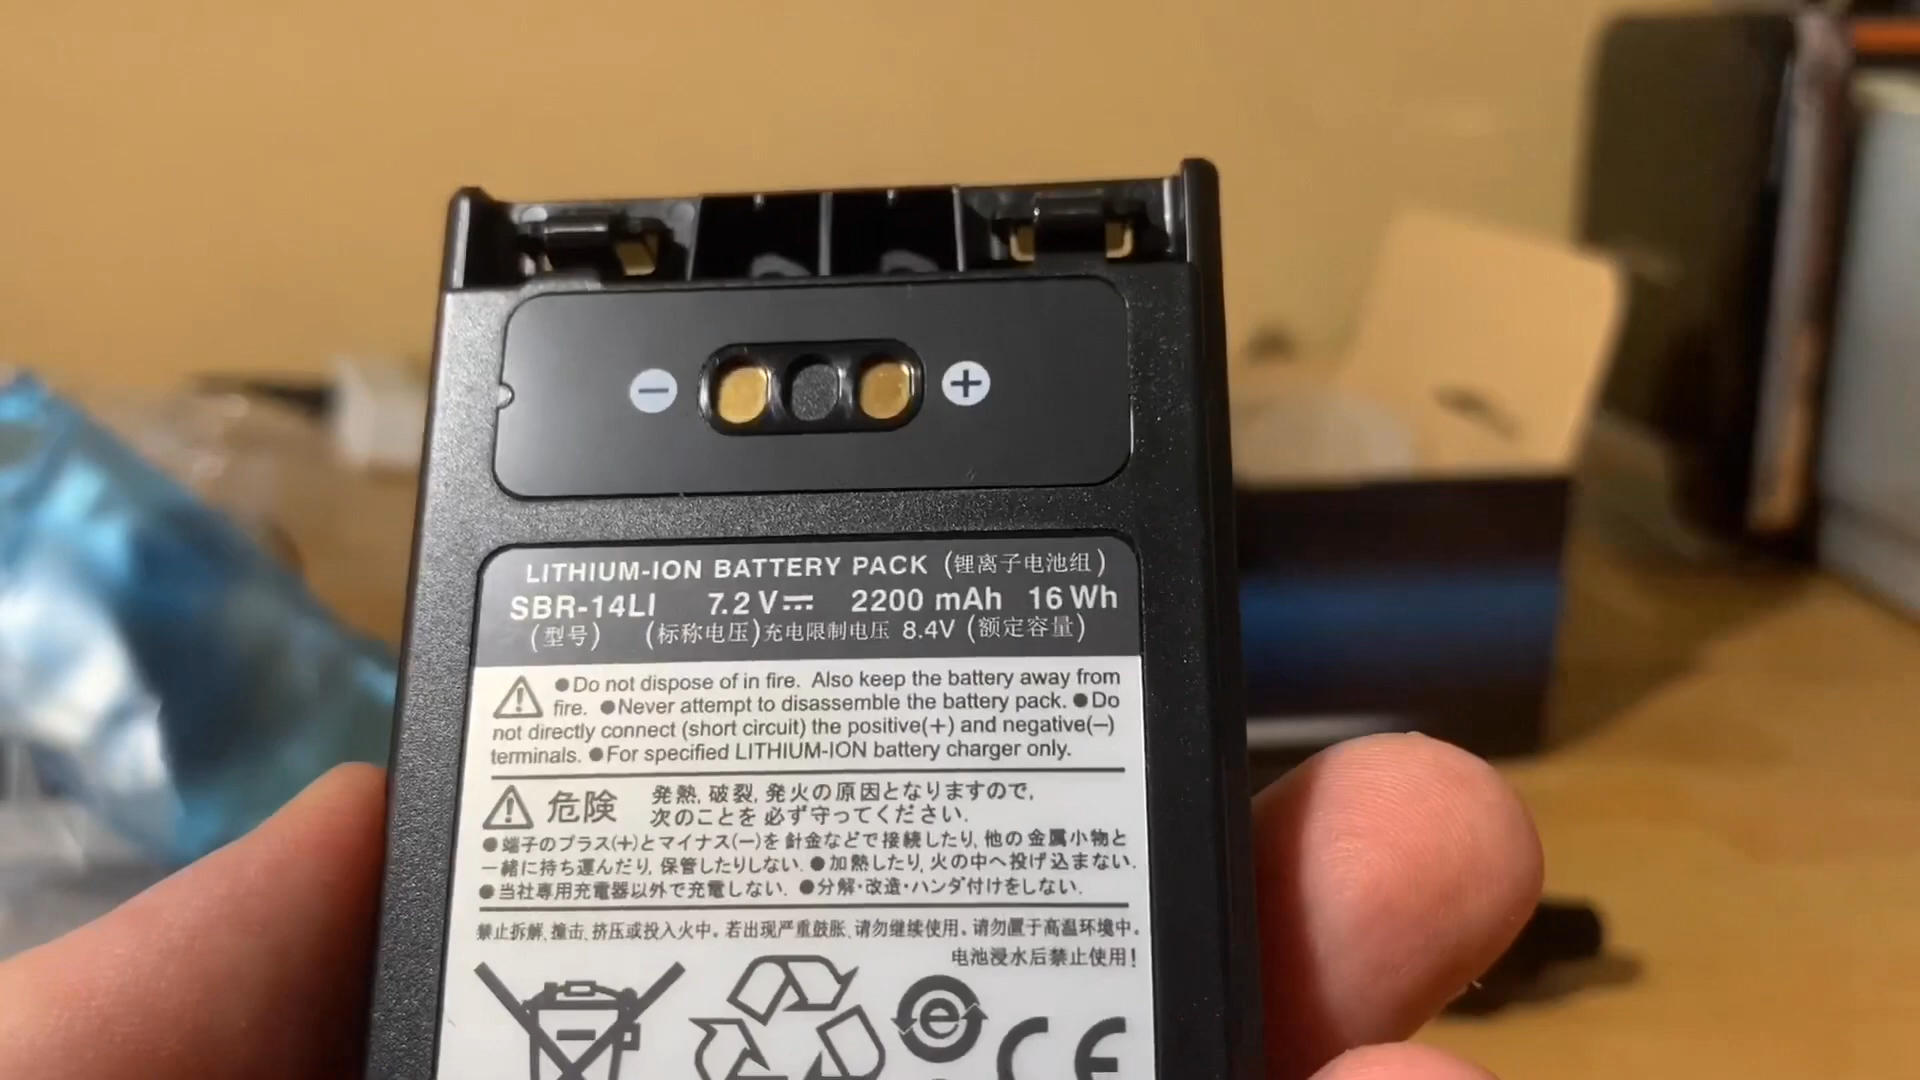 − +
LITHIUM-ION BATTERY PACK (锂离子电池组)
SBR-14LI 7.2 V⎓ 2200 mAh 16 Wh
(型号) (标称电压)充电限制电压 8.4V (额定容量)
●Do not dispose of in fire. Also keep the battery away from
fire. ●Never attempt to disassemble the battery pack. ●Do
not directly connect (short circuit) the positive(+) and negative(−)
terminals. ●For specified LITHIUM-ION battery charger only.
危険 発熱, 破裂, 発火の原因となりますので,
次のことを 必ず守ってください.
●端子のプラス(+)とマイナス(−)を 針金などで接続したり, 他の 金属小物と
一緒に持ち運んだり, 保管したりしない. ●加熱したり, 火の中へ投げ込まない.
●当社専用充電器以外で充電しない. ●分解・改造・ハンダ付けをしない.
禁止拆解、撞击、挤压或投入火中。若出现严重鼓胀、请勿继续使用。请勿置于高温环境中。
电池浸水后禁止使用!
e
CE